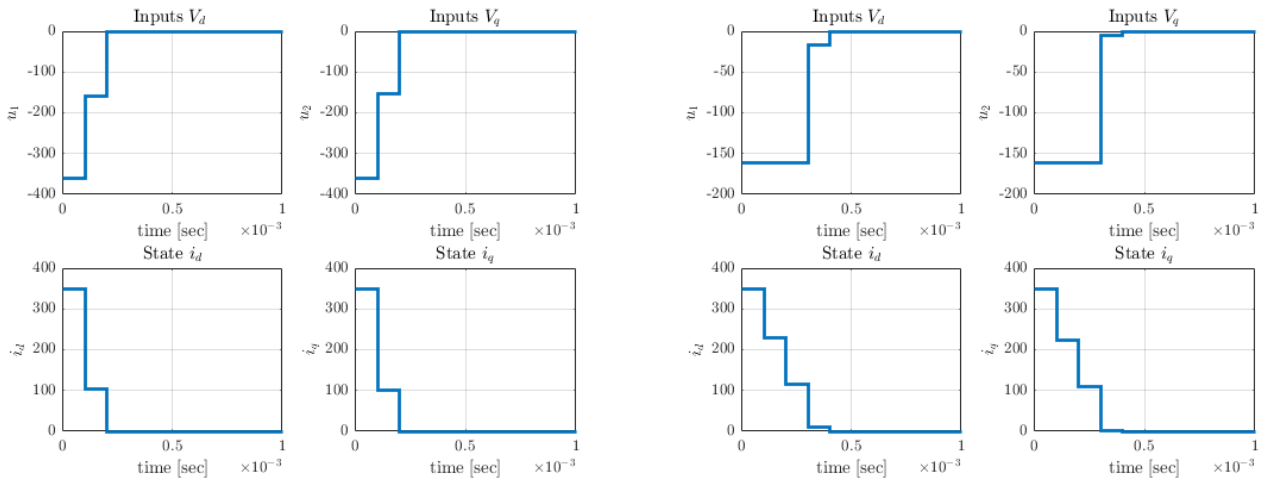 Inputs V_d
0
-100
-200
-300
-400
u_1
0 0.5 1
time [sec] ×10^-3
Inputs V_q
0
-100
-200
-300
-400
u_2
0 0.5 1
time [sec] ×10^-3
Inputs V_d
0
-50
-100
-150
-200
u_1
0 0.5 1
time [sec] ×10^-3
Inputs V_q
0
-50
-100
-150
-200
u_2
0 0.5 1
time [sec] ×10^-3
State i_d
400
300
200
100
0
i_d
0 0.5 1
time [sec] ×10^-3
State i_q
400
300
200
100
0
i_q
0 0.5 1
time [sec] ×10^-3
State i_d
400
300
200
100
0
i_d
0 0.5 1
time [sec] ×10^-3
State i_q
400
300
200
100
0
i_q
0 0.5 1
time [sec] ×10^-3